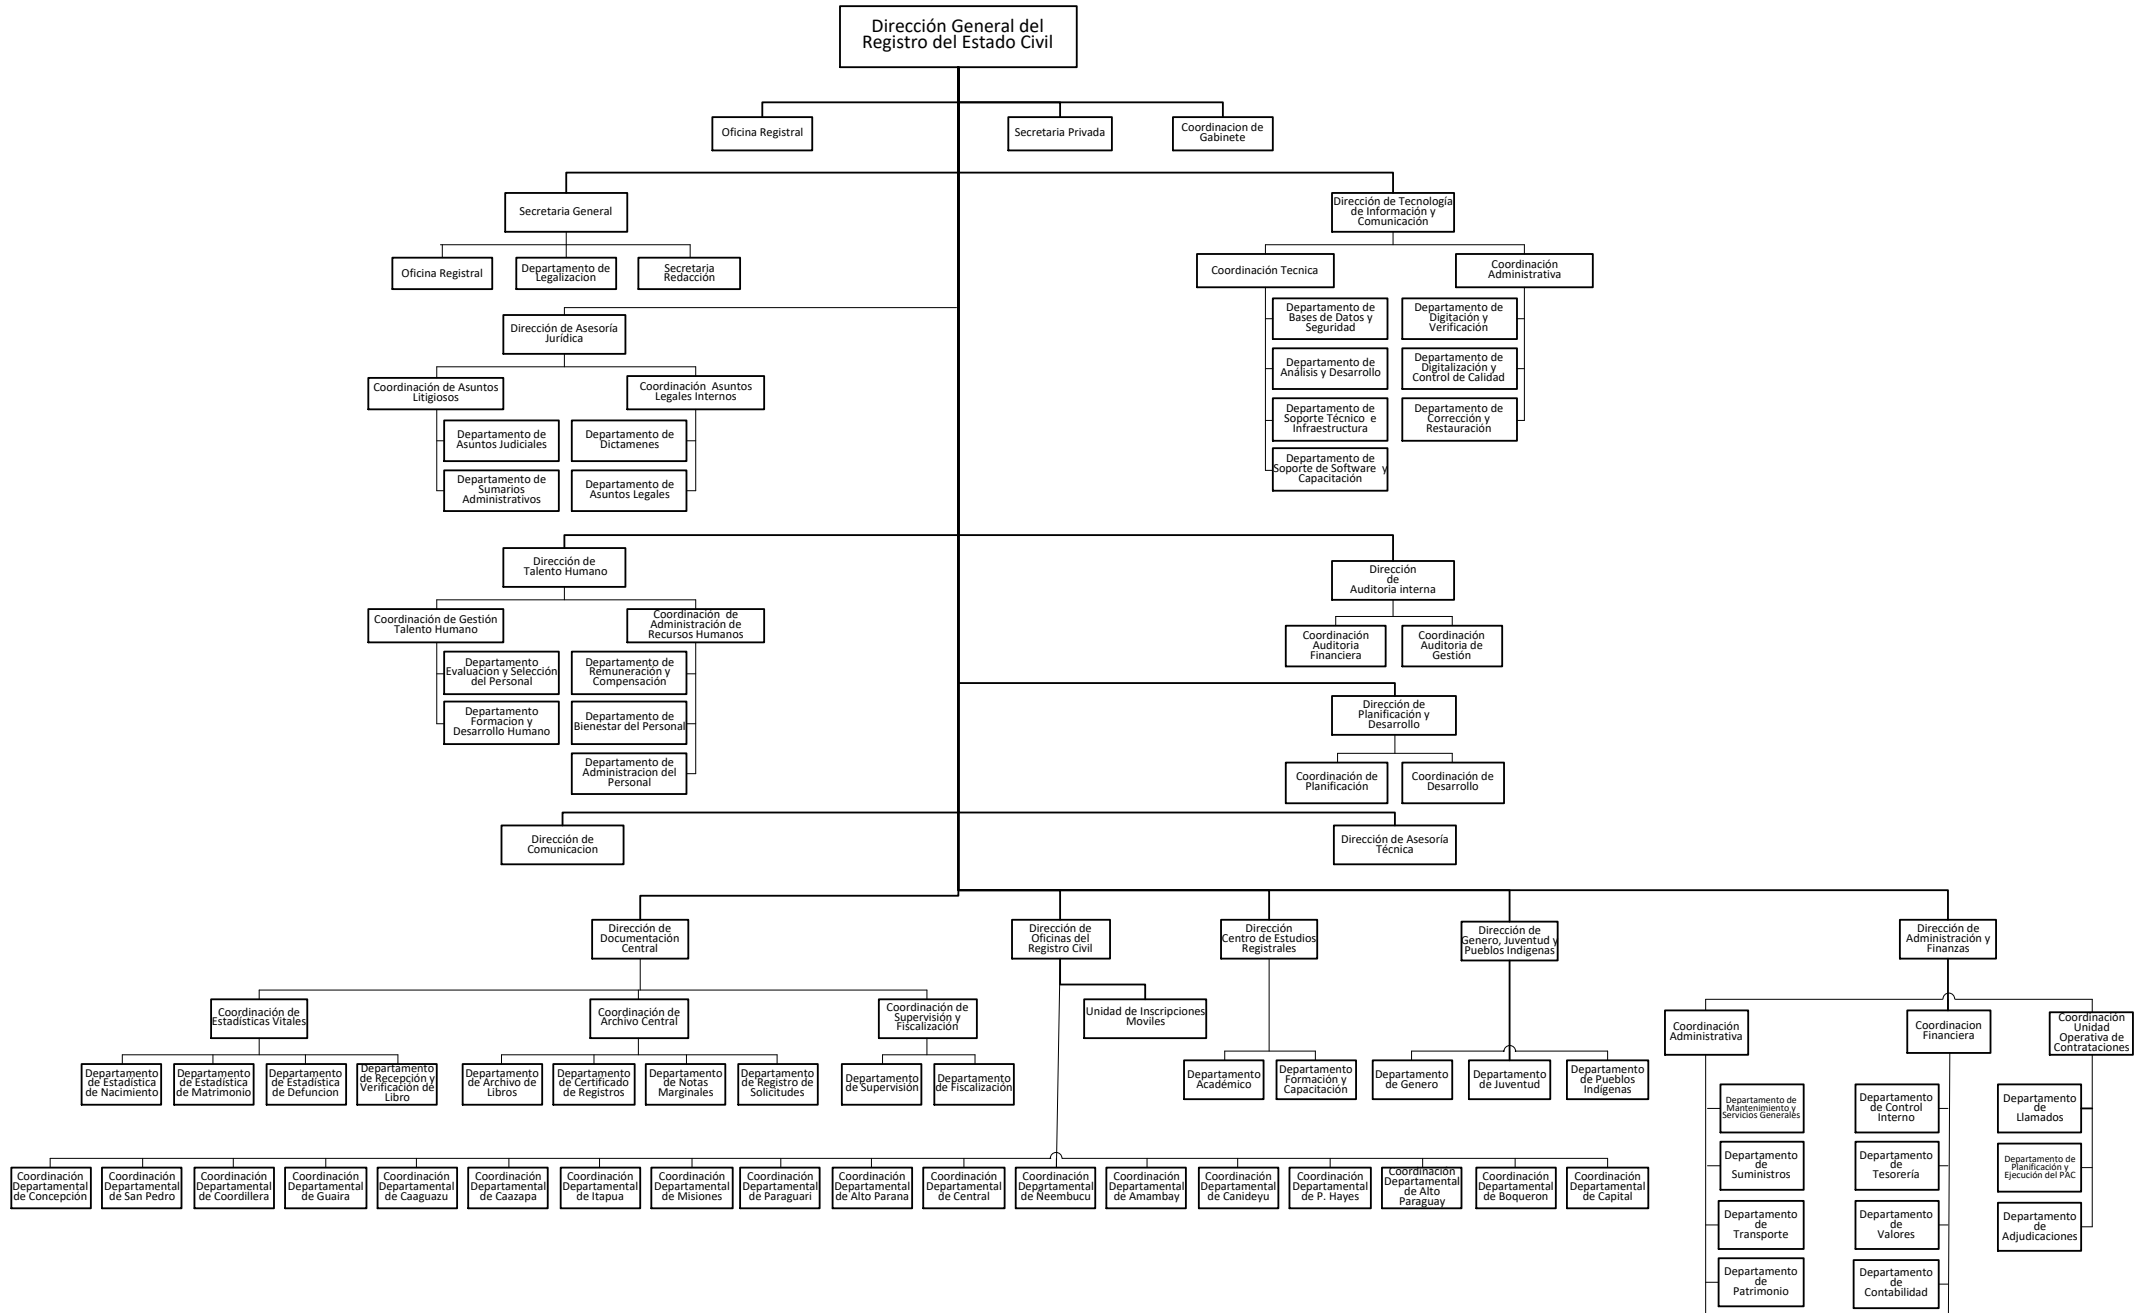 Dirección General del
Registro del Estado Civil
Oficina Registral
Secretaria Privada
Coordinacion de
Gabinete
Secretaria General
Dirección de Tecnología
de Información y
Comunicación
Oficina Registral
Departamento de
Legalizacion
Secretaria
Redacción
Coordinación Tecnica
Coordinación
Administrativa
Departamento de
Bases de Datos y
Seguridad
Departamento de
Digitación y
Verificación
Departamento de
Análisis y Desarrollo
Departamento de
Digitalización y
Control de Calidad
Departamento de
Soporte Técnico e
Infraestructura
Departamento de
Corrección y
Restauración
Departamento de
Soporte de Software y
Capacitación
Dirección de Asesoría
Jurídica
Coordinación de Asuntos
Litigiosos
Coordinación Asuntos
Legales Internos
Departamento de
Asuntos Judiciales
Departamento de
Dictamenes
Departamento de
Sumarios
Administrativos
Departamento de
Asuntos Legales
Dirección de
Talento Humano
Dirección
de
Auditoria interna
Coordinación de Gestión
Talento Humano
Coordinación de
Administración de
Recursos Humanos
Coordinación
Auditoria
Financiera
Coordinación
Auditoria de
Gestión
Departamento
Evaluacion y Selección
del Personal
Departamento de
Remuneración y
Compensación
Departamento
Formacion y
Desarrollo Humano
Departamento de
Bienestar del Personal
Departamento de
Administracion del
Personal
Dirección de
Planificación y
Desarrollo
Coordinación de
Planificación
Coordinación de
Desarrollo
Dirección de
Comunicacion
Dirección de Asesoría
Técnica
Dirección de
Documentación
Central
Dirección de
Oficinas del
Registro Civil
Dirección
Centro de Estudios
Registrales
Dirección de
Genero, Juventud y
Pueblos Indigenas
Dirección de
Administración y
Finanzas
Coordinación de
Estadísticas Vitales
Coordinación de
Archivo Central
Coordinación de
Supervisión y
Fiscalización
Unidad de Inscripciones
Moviles
Coordinación
Administrativa
Coordinacion
Financiera
Coordinación
Unidad
Operativa de
Contrataciones
Departamento
de Estadística
de Nacimiento
Departamento
de Estadística
de Matrimonio
Departamento
de Estadística
de Defuncion
Departamento
de Recepción y
Verificación de
Libro
Departamento
de Archivo de
Libros
Departamento
de Certificado
de Registros
Departamento
de Notas
Marginales
Departamento
de Registro de
Solicitudes
Departamento
de Supervisión
Departamento
de Fiscalización
Departamento
Académico
Departamento
Formación y
Capacitación
Departamento
de Genero
Departamento
de Juventud
Departamento
de Pueblos
Indígenas
Departamento de
Mantenimiento y
Servicios Generales
Departamento
de Control
Interno
Departamento
de
Llamados
Departamento
de
Suministros
Departamento
de
Tesorería
Departamento de
Planificación y
Ejecución del PAC
Departamento
de
Transporte
Departamento
de
Valores
Departamento
de
Adjudicaciones
Departamento
de
Patrimonio
Departamento
de
Contabilidad
Coordinación
Departamental
de Concepción
Coordinación
Departamental
de San Pedro
Coordinación
Departamental
de Coordillera
Coordinación
Departamental
de Guaira
Coordinación
Departamental
de Caaguazu
Coordinación
Departamental
de Caazapa
Coordinación
Departamental
de Itapua
Coordinación
Departamental
de Misiones
Coordinación
Departamental
de Paraguari
Coordinación
Departamental
de Alto Parana
Coordinación
Departamental
de Central
Coordinación
Departamental
de Neembucu
Coordinación
Departamental
de Amambay
Coordinación
Departamental
de Canideyu
Coordinación
Departamental
de P. Hayes
Coordinación
Departamental
de Alto
Paraguay
Coordinación
Departamental
de Boqueron
Coordinación
Departamental
de Capital